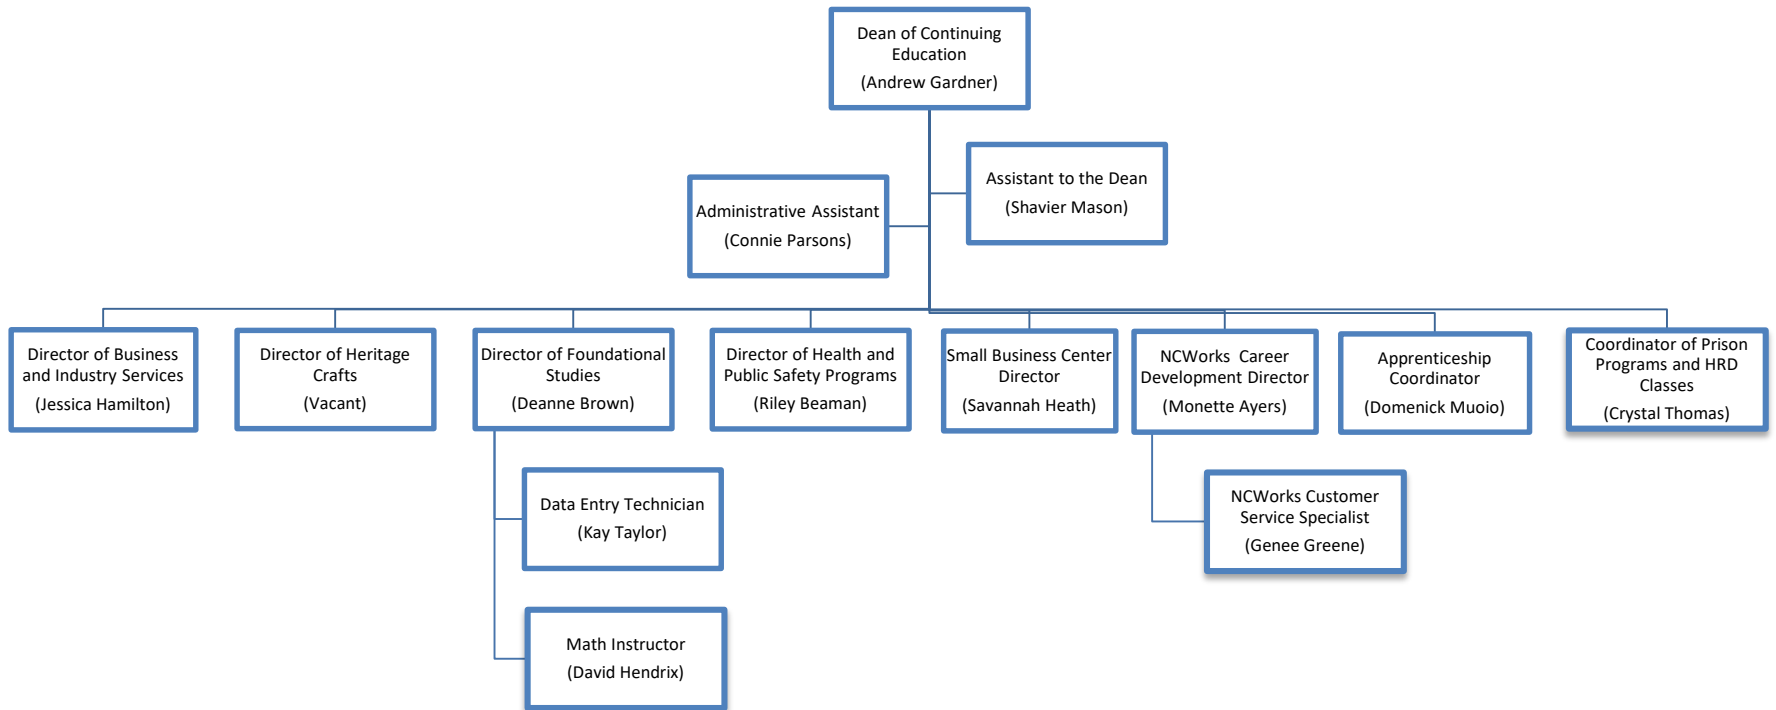 Dean of Continuing
Education
(Andrew Gardner)
Assistant to the Dean
(Shavier Mason)
Administrative Assistant
(Connie Parsons)
Director of Business
and Industry Services
(Jessica Hamilton)
Director of Heritage
Crafts
(Vacant)
Director of Foundational
Studies
(Deanne Brown)
Director of Health and
Public Safety Programs
(Riley Beaman)
Small Business Center
Director
(Savannah Heath)
NCWorks Career
Development Director
(Monette Ayers)
Apprenticeship
Coordinator
(Domenick Muoio)
Coordinator of Prison
Programs and HRD
Classes
(Crystal Thomas)
Data Entry Technician
(Kay Taylor)
NCWorks Customer
Service Specialist
(Genee Greene)
Math Instructor
(David Hendrix)